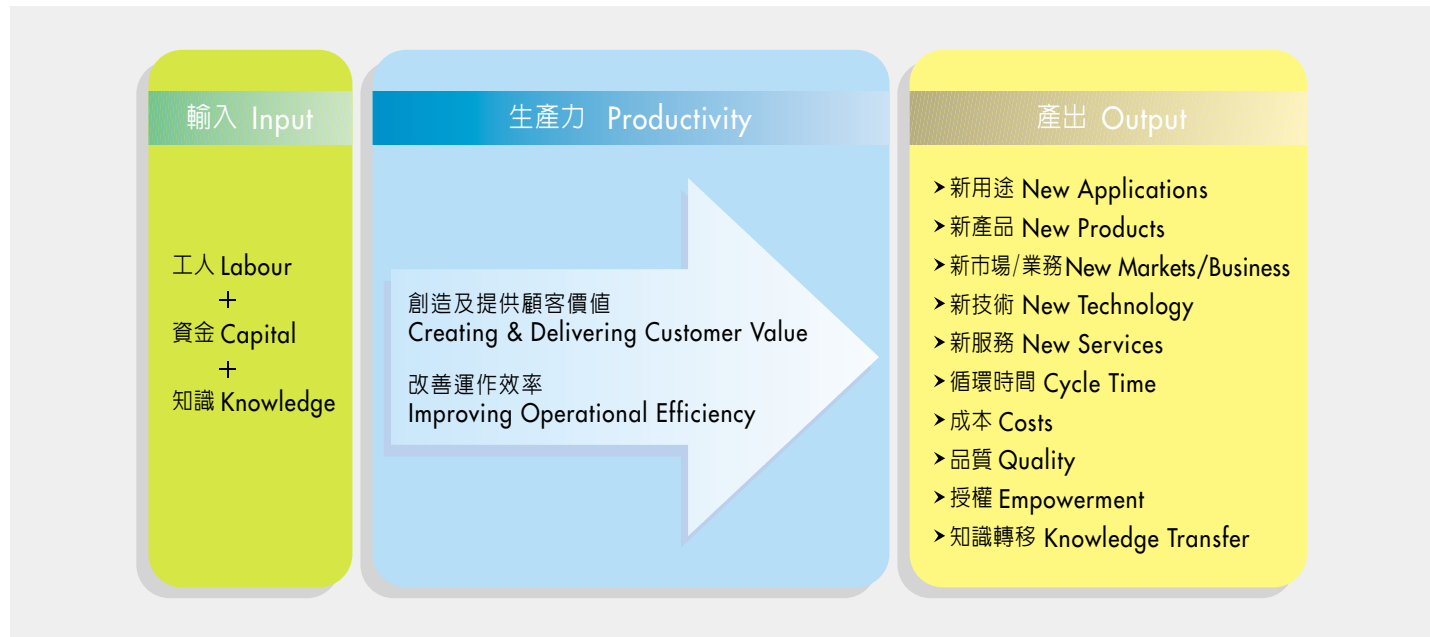 輸入 Input
工人 Labour
+
資金 Capital
+
知識 Knowledge
生產力 Productivity
創造及提供顧客價值
Creating & Delivering Customer Value
改善運作效率
Improving Operational Efficiency
產出 Output
➤新用途 New Applications
➤新產品 New Products
➤新市場/業務New Markets/Business
➤新技術 New Technology
➤新服務 New Services
➤循環時間 Cycle Time
➤成本 Costs
➤品質 Quality
➤授權 Empowerment
➤知識轉移 Knowledge Transfer